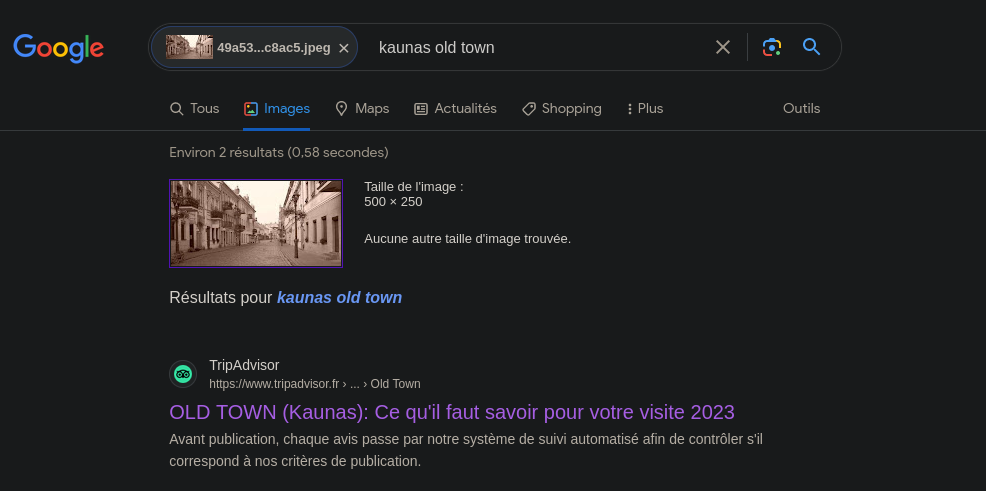 Google
49a53...c8ac5.jpeg
kaunas old town
Tous
Images
Maps
Actualités
Shopping
Plus
Outils
Environ 2 résultats (0,58 secondes)
Taille de l'image :
500 × 250
Aucune autre taille d'image trouvée.
Résultats pour kaunas old town
TripAdvisor
https://www.tripadvisor.fr › ... › Old Town
OLD TOWN (Kaunas): Ce qu'il faut savoir pour votre visite 2023
Avant publication, chaque avis passe par notre système de suivi automatisé afin de contrôler s'il
correspond à nos critères de publication.